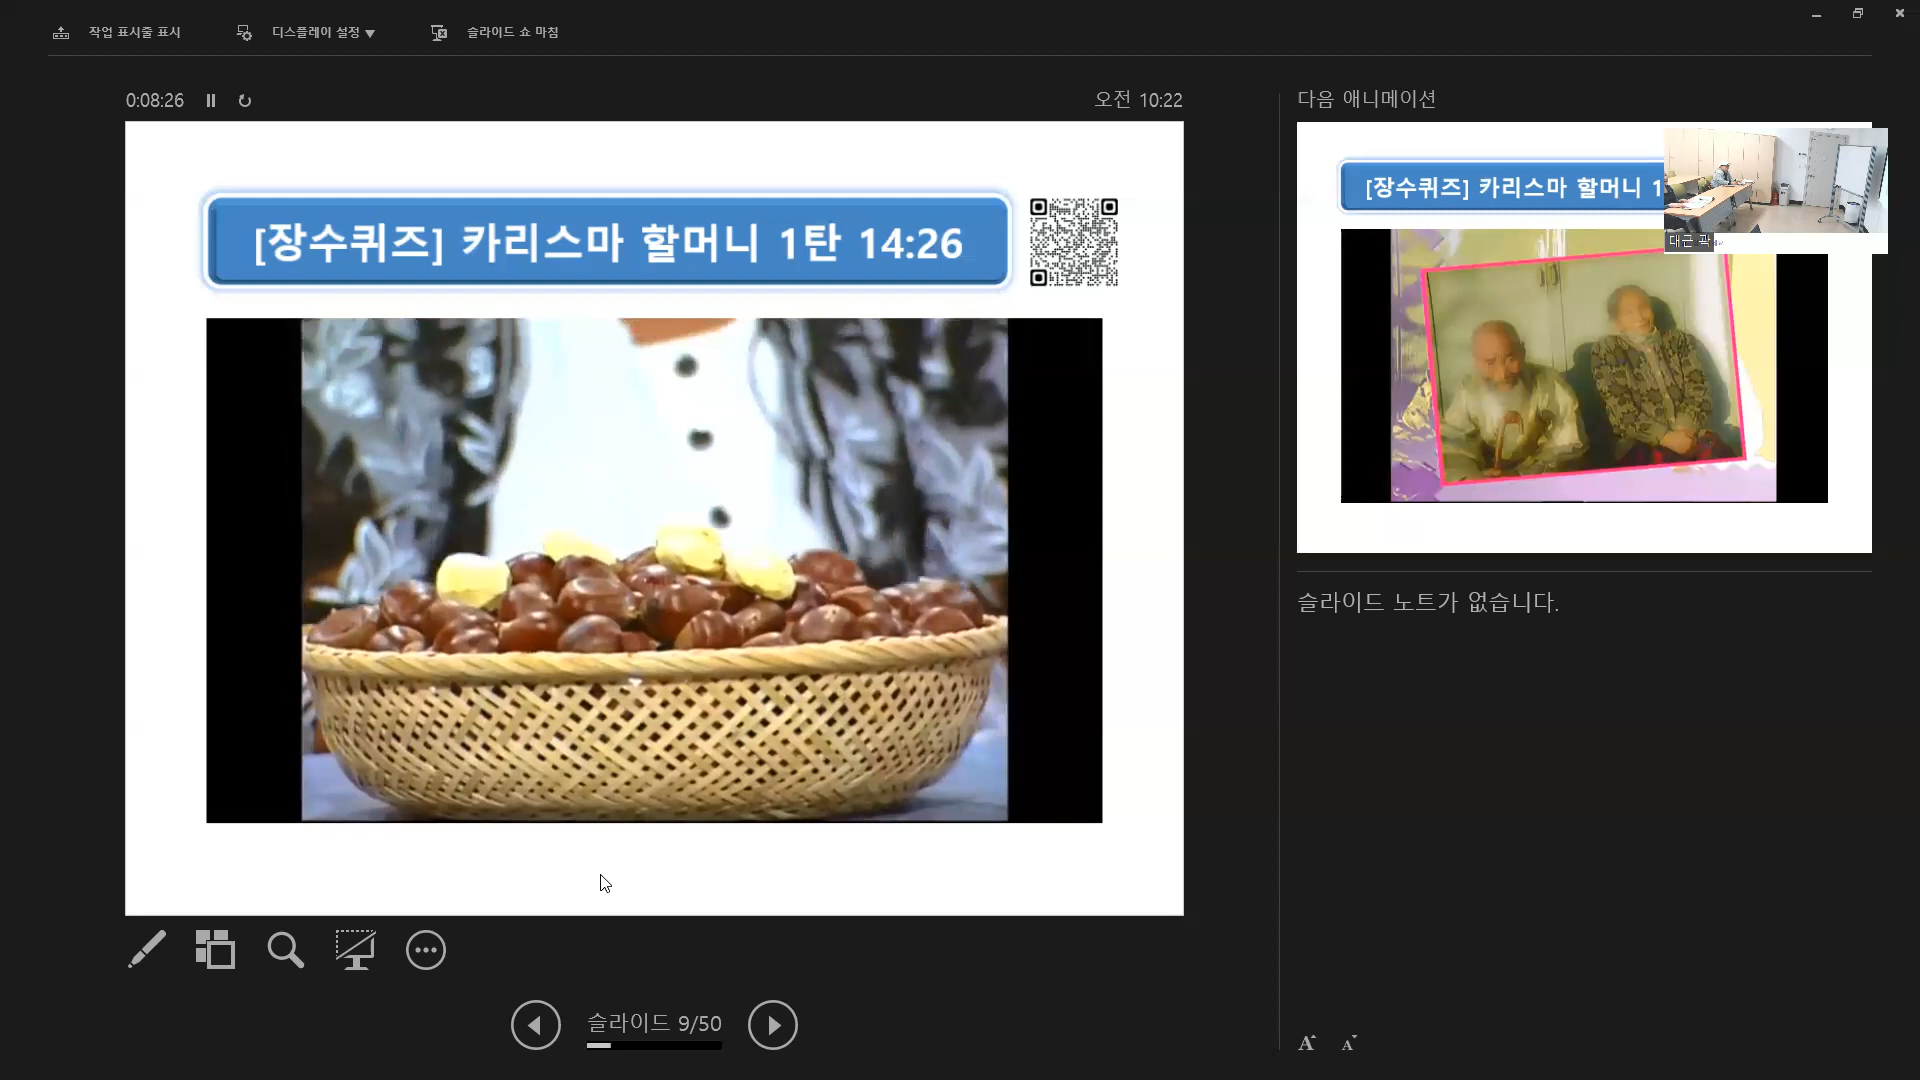 작업 표시줄 표시
디스플레이 설정 ▼
슬라이드 쇼 마침
0:08:26
오전 10:22
[장수퀴즈] 카리스마 할머니 1탄 14:26
다음 애니메이션
[장수퀴즈] 카리스마 할머니 1
대근 곽
슬라이드 노트가 없습니다.
슬라이드 9/50
A A